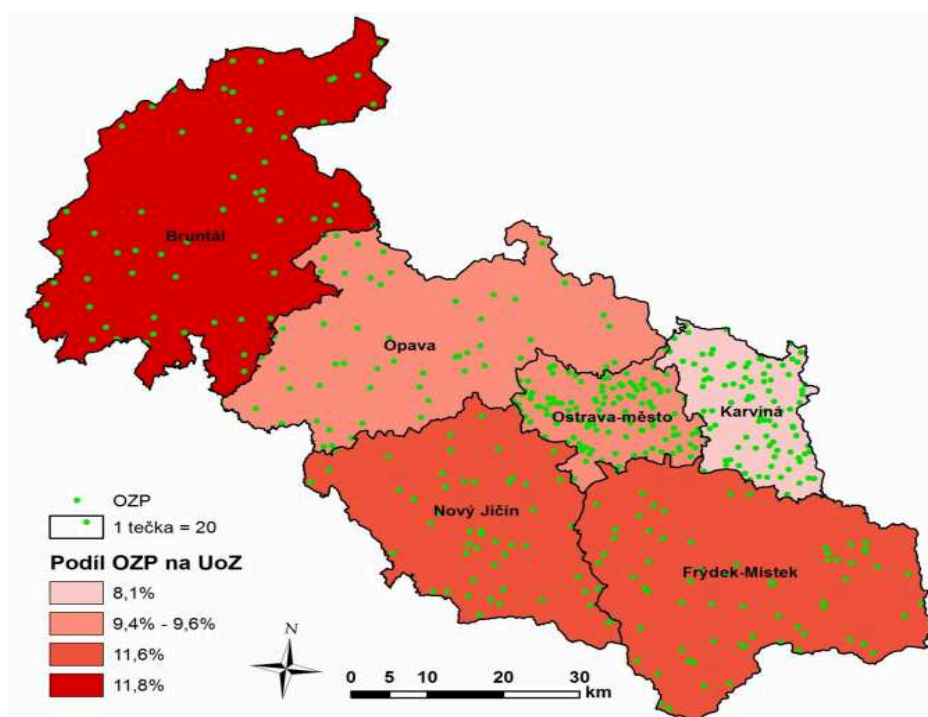 Bruntál
Opava
Ostrava-město
Karviná
Nový Jičín
Frýdek-Místek
OZP
1 tečka = 20
Podíl OZP na UoZ
8,1%
9,4% - 9,6%
11,6%
11,8%
N
0 5 10 20 30
km